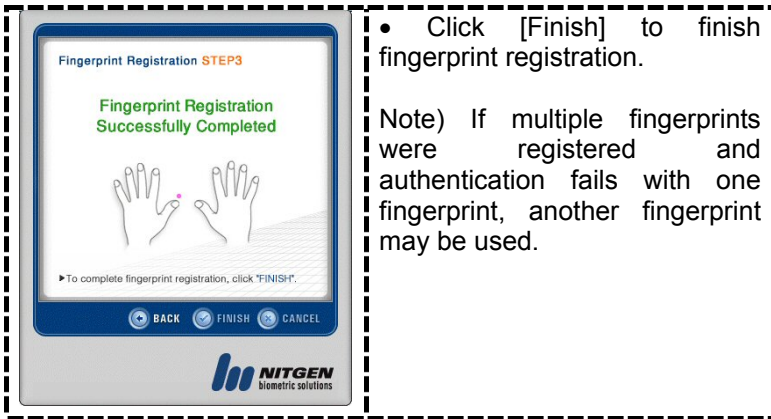 Fingerprint Registration STEP3
Fingerprint Registration
Successfully Completed
▶To complete fingerprint registration, click "FINISH".
BACK FINISH CANCEL
NITGEN
biometric solutions
• Click [Finish] to finish
fingerprint registration.
Note) If multiple fingerprints
were registered and
authentication fails with one
fingerprint, another fingerprint
may be used.